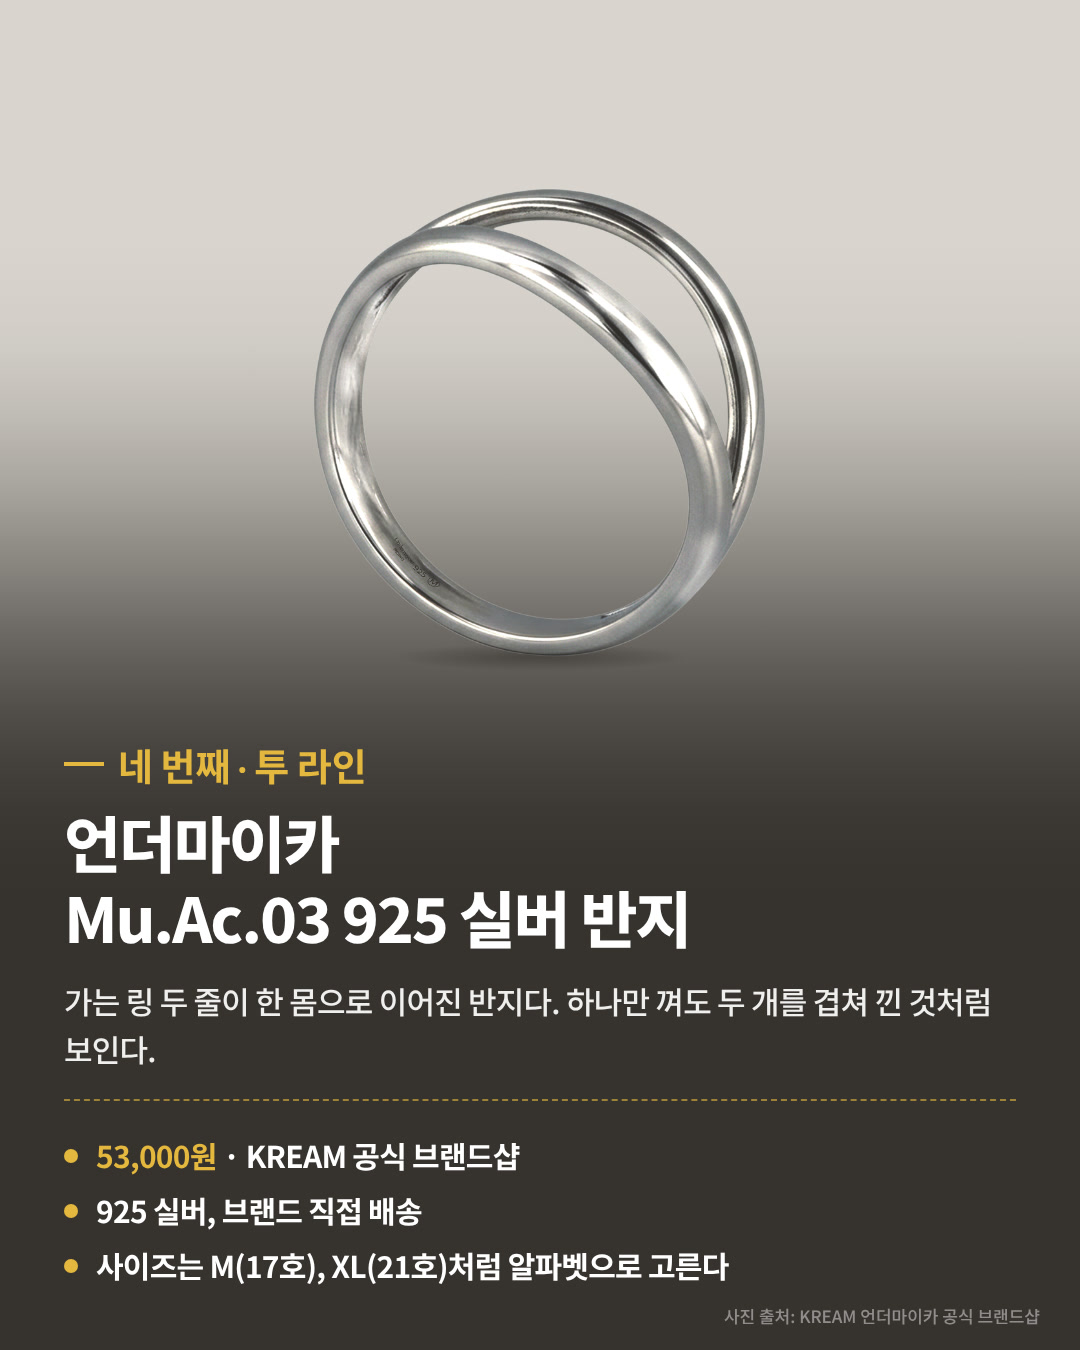 네 번째 · 투 라인
언더마이카
Mu.Ac.03 925 실버 반지
가는 링 두 줄이 한 몸으로 이어진 반지다. 하나만 껴도 두 개를 겹쳐 낀 것처럼
보인다.
53,000원 · KREAM 공식 브랜드샵
925 실버, 브랜드 직접 배송
사이즈는 M(17호), XL(21호)처럼 알파벳으로 고른다
사진 출처: KREAM 언더마이카 공식 브랜드샵